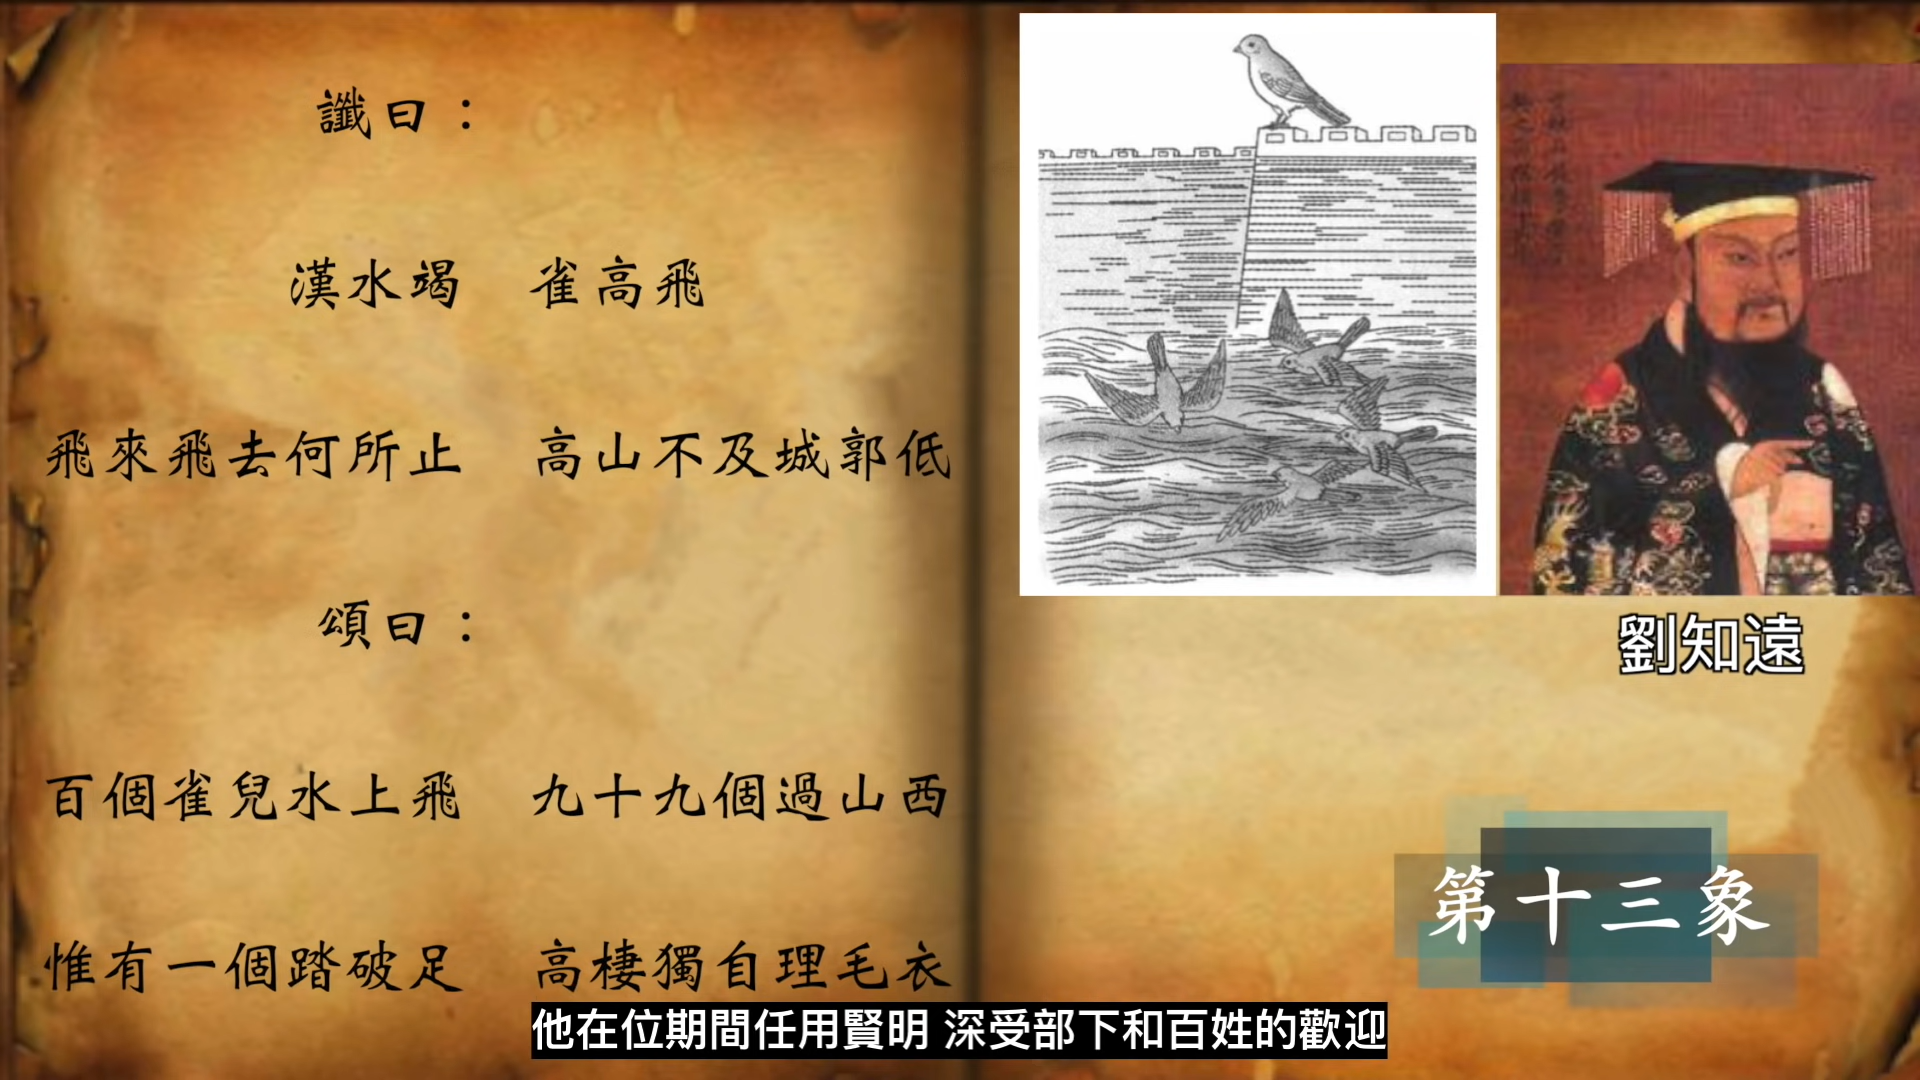 讖曰：
漢水竭　雀高飛
飛來飛去何所止　高山不及城郭低
頌曰：
百個雀兒水上飛　九十九個過山西
惟有一個踏破足　高棲獨自理毛衣
劉知遠
第十三象
他在位期間任用賢明 深受部下和百姓的歡迎